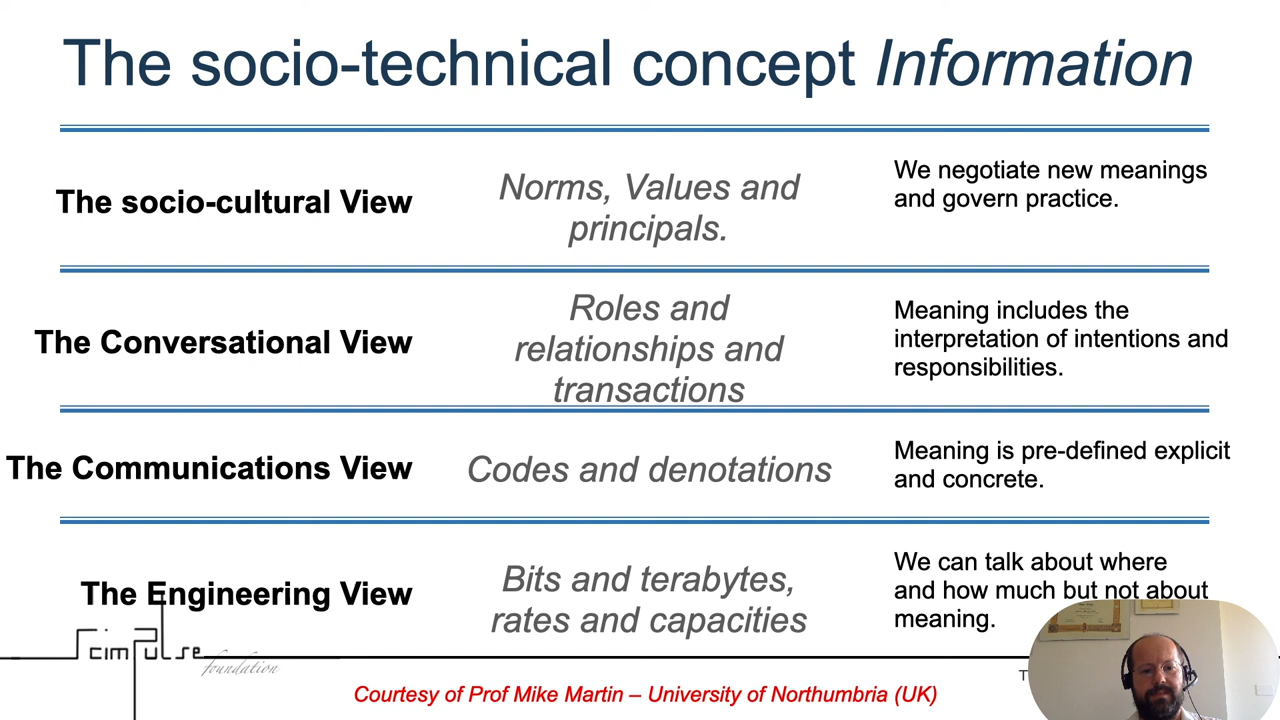 The socio-technical concept Information
The socio-cultural View
Norms, Values and
principals.
We negotiate new meanings
and govern practice.
The Conversational View
Roles and
relationships and
transactions
Meaning includes the
interpretation of intentions and
responsibilities.
The Communications View
Codes and denotations
Meaning is pre-defined explicit
and concrete.
The Engineering View
Bits and terabytes,
rates and capacities
We can talk about where
and how much but not about
meaning.
cimpulse
foundation
Courtesy of Prof Mike Martin – University of Northumbria (UK)